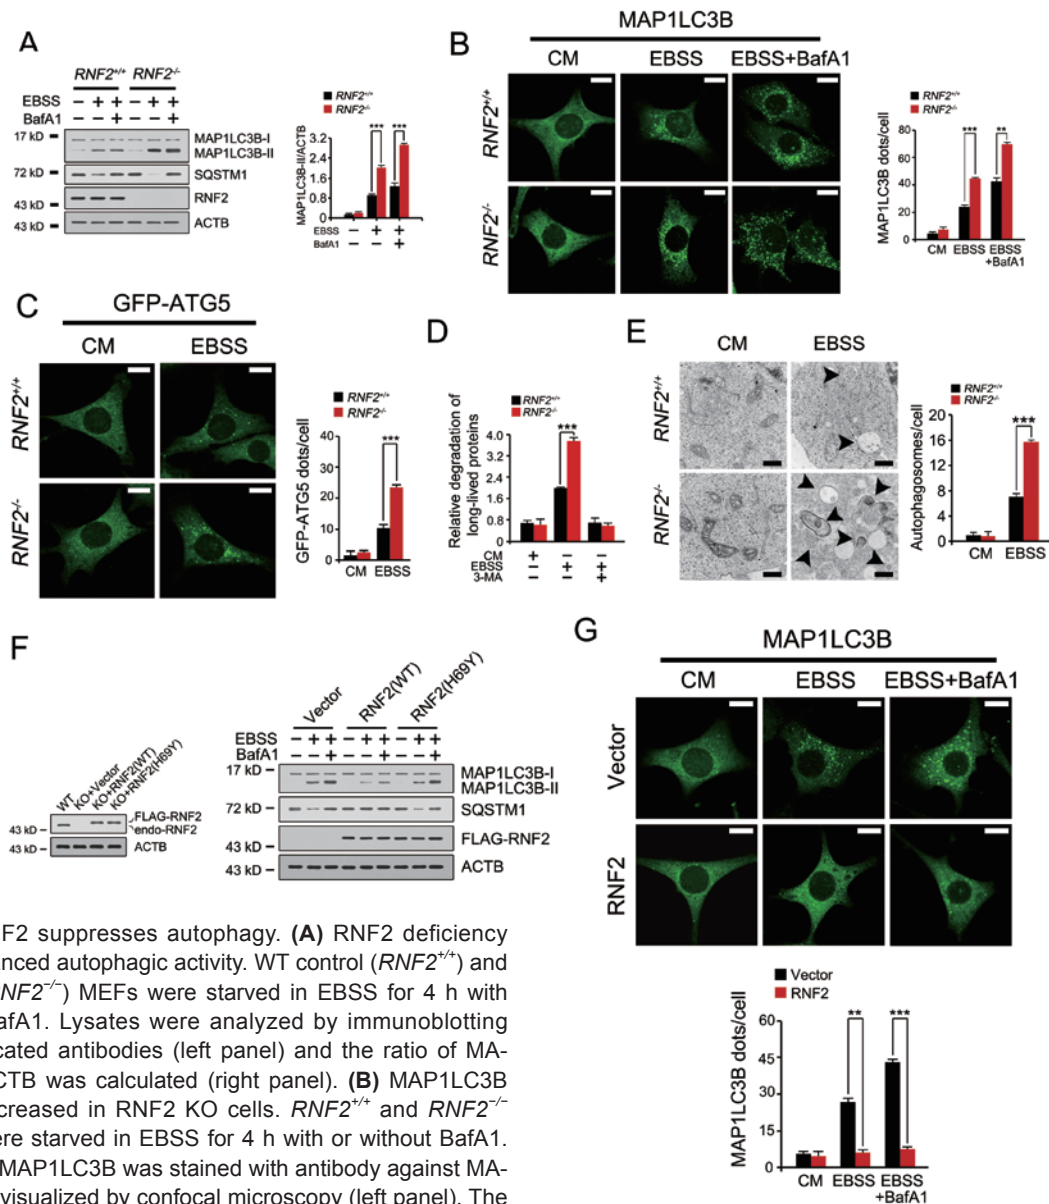 A
RNF2+/+ RNF2-/-
EBSS – + + – + +
BafA1 – – + – – +
17 kD
MAP1LC3B-I
MAP1LC3B-II
72 kD
SQSTM1
RNF2
43 kD
43 kD
ACTB
RNF2+/+
RNF2-/-
MAP1LC3B-II/ACTB
3.2
2.4
1.6
0.8
0
***
***
EBSS – + +
BafA1 – – +
B
MAP1LC3B
CM EBSS EBSS+BafA1
RNF2+/+
RNF2-/-
RNF2+/+
RNF2-/-
MAP1LC3B dots/cell
80
60
40
20
0
***
**
CM EBSS EBSS
+BafA1
C
GFP-ATG5
CM EBSS
RNF2+/+
RNF2-/-
RNF2+/+
RNF2-/-
GFP-ATG5 dots/cell
40
30
20
10
0
***
CM EBSS
D
RNF2+/+
RNF2-/-
Relative degradation of
long-lived proteins
4.0
3.2
2.4
1.6
0.8
0
***
CM + – –
EBSS – + +
3-MA – – +
E
CM EBSS
RNF2+/+
RNF2-/-
RNF2+/+
RNF2-/-
Autophagosomes/cell
20
16
12
8
4
0
***
CM EBSS
F
WT
KO+Vector
KO+RNF2(WT)
KO+RNF2(H69Y)
FLAG-RNF2
endo-RNF2
43 kD
43 kD
ACTB
Vector
RNF2(WT)
RNF2(H69Y)
EBSS – + + – + + – + +
BafA1 – – + – – + – – +
17 kD
MAP1LC3B-I
MAP1LC3B-II
72 kD
SQSTM1
43 kD
FLAG-RNF2
43 kD
ACTB
G
MAP1LC3B
CM EBSS EBSS+BafA1
Vector
RNF2
Vector
RNF2
MAP1LC3B dots/cell
60
45
30
15
0
**
***
CM EBSS EBSS
+BafA1
F2 suppresses autophagy. (A) RNF2 deficiency
anced autophagic activity. WT control (RNF2+/+) and
RNF2−/−) MEFs were starved in EBSS for 4 h with
afA1. Lysates were analyzed by immunoblotting
cated antibodies (left panel) and the ratio of MA-
CTB was calculated (right panel). (B) MAP1LC3B
creased in RNF2 KO cells. RNF2+/+ and RNF2−/−
ere starved in EBSS for 4 h with or without BafA1.
MAP1LC3B was stained with antibody against MA-
visualized by confocal microscopy (left panel). The